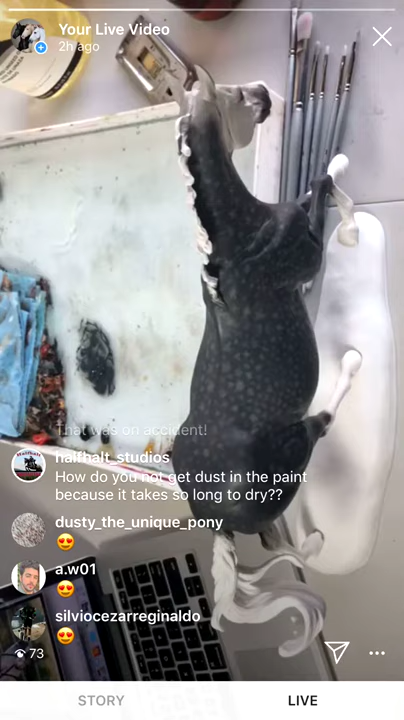 Your Live Video
2h ago
That was on accident!
halfhalt_studios
How do you not get dust in the paint
because it takes so long to dry??
dusty_the_unique_pony
😍
a.w01
😍
silviocezarreginaldo
😍
73
STORY
LIVE